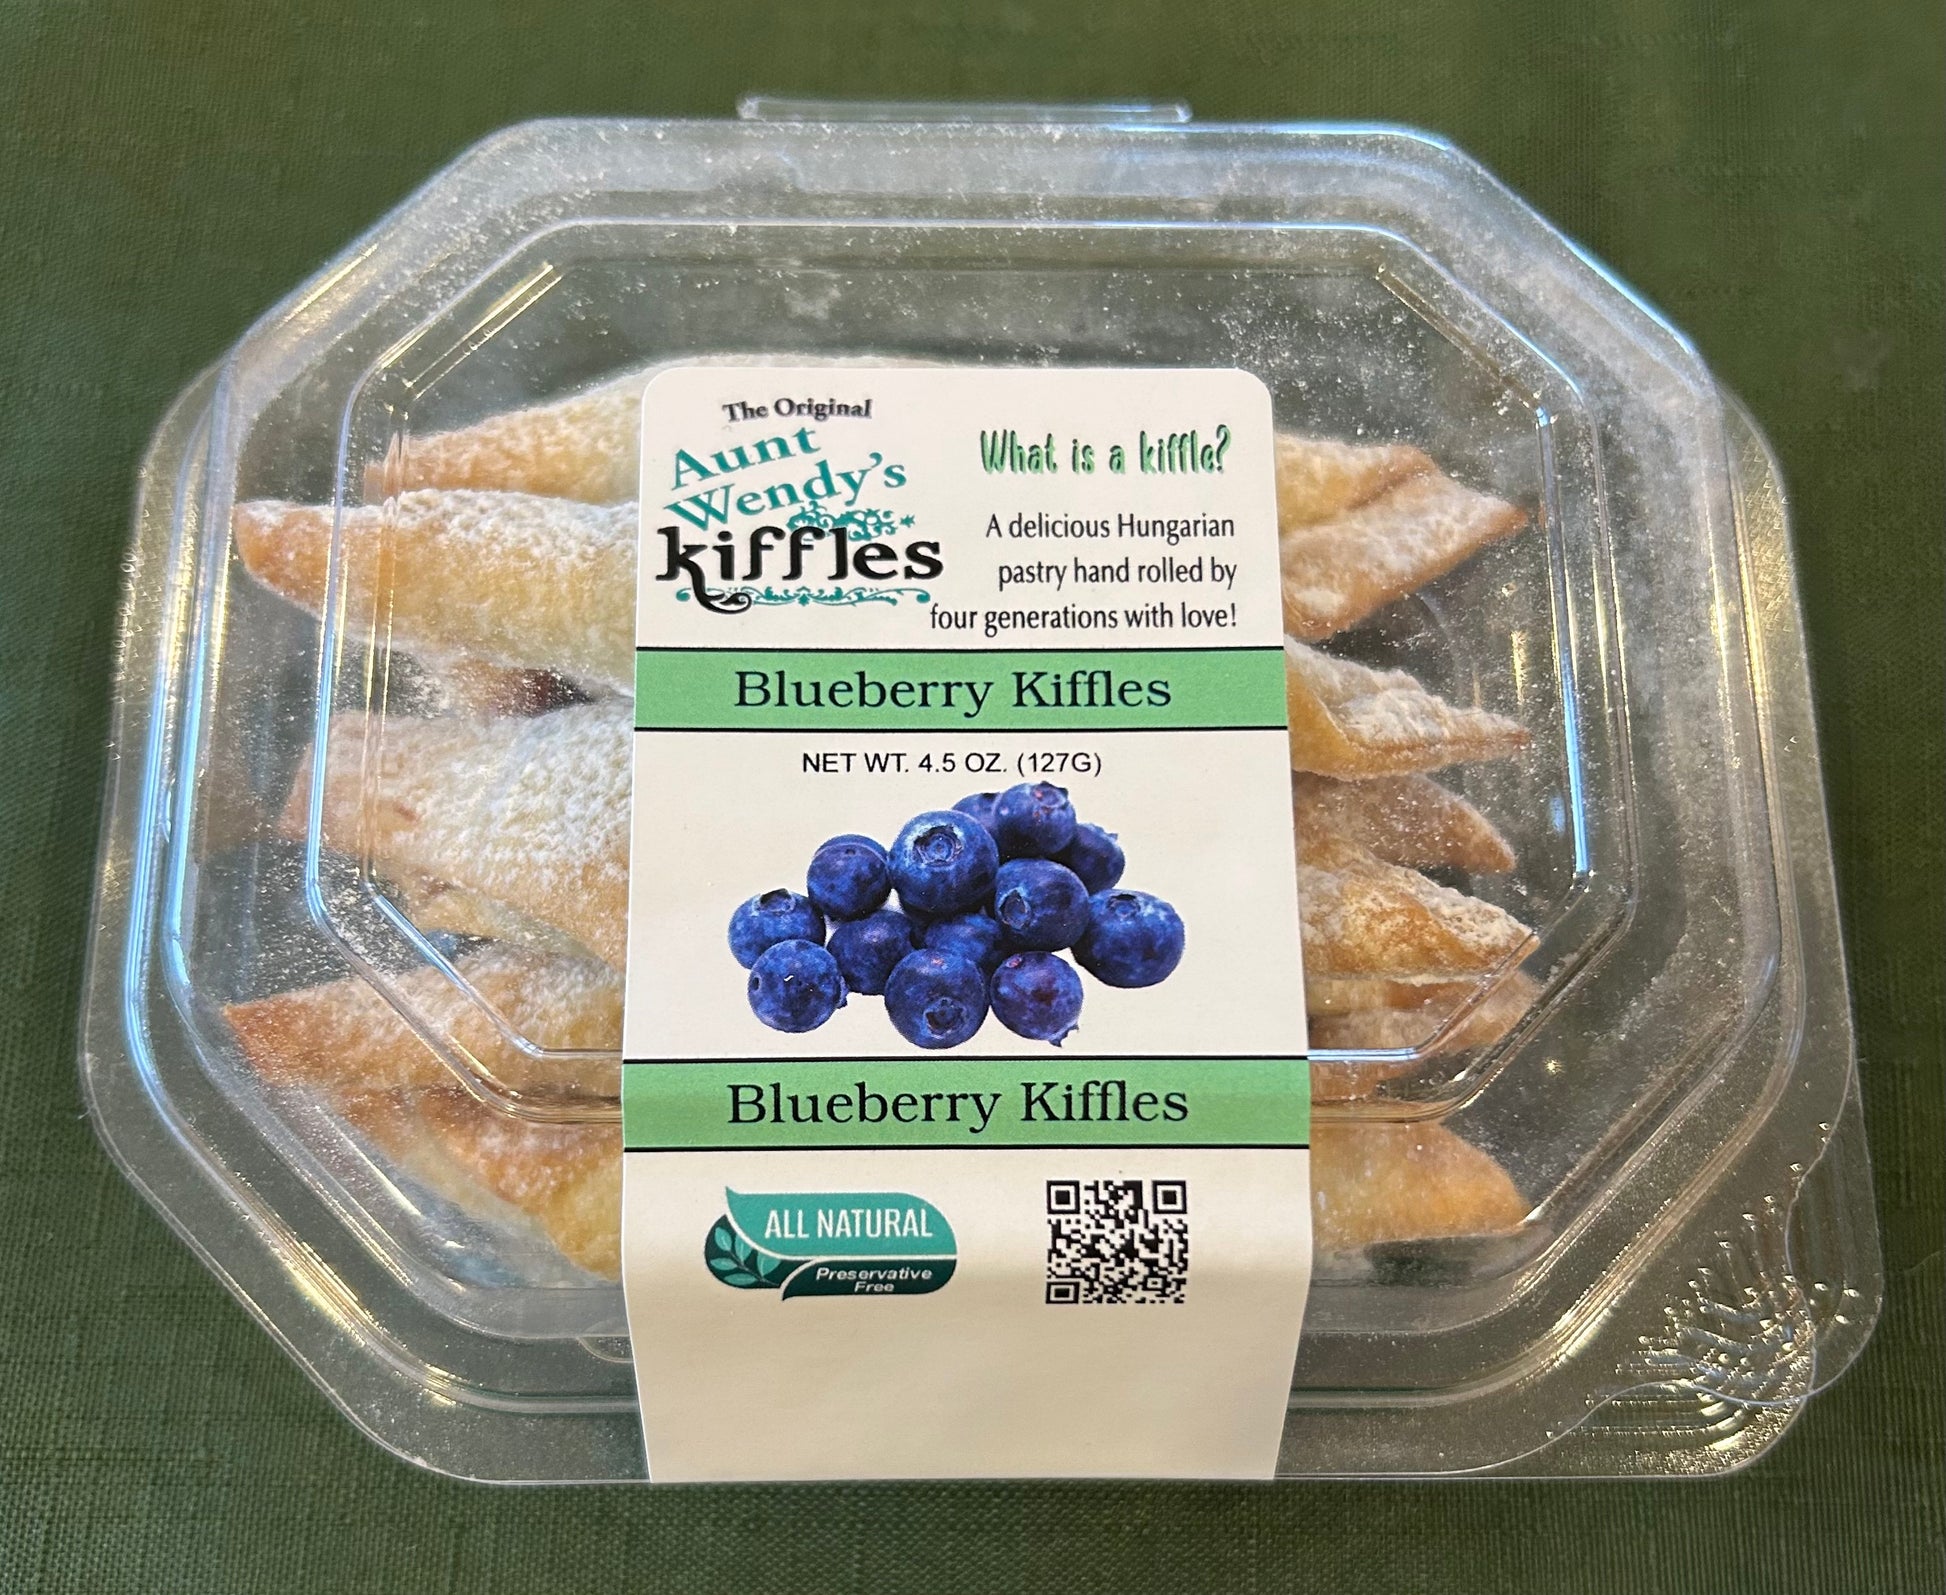 The Original
Aunt
Wendy's
kiffles
What is a kiffle?
A delicious Hungarian
pastry hand rolled by
four generations with love!
Blueberry Kiffles
NET WT. 4.5 OZ. (127G)
Blueberry Kiffles
ALL NATURAL
Preservative
Free